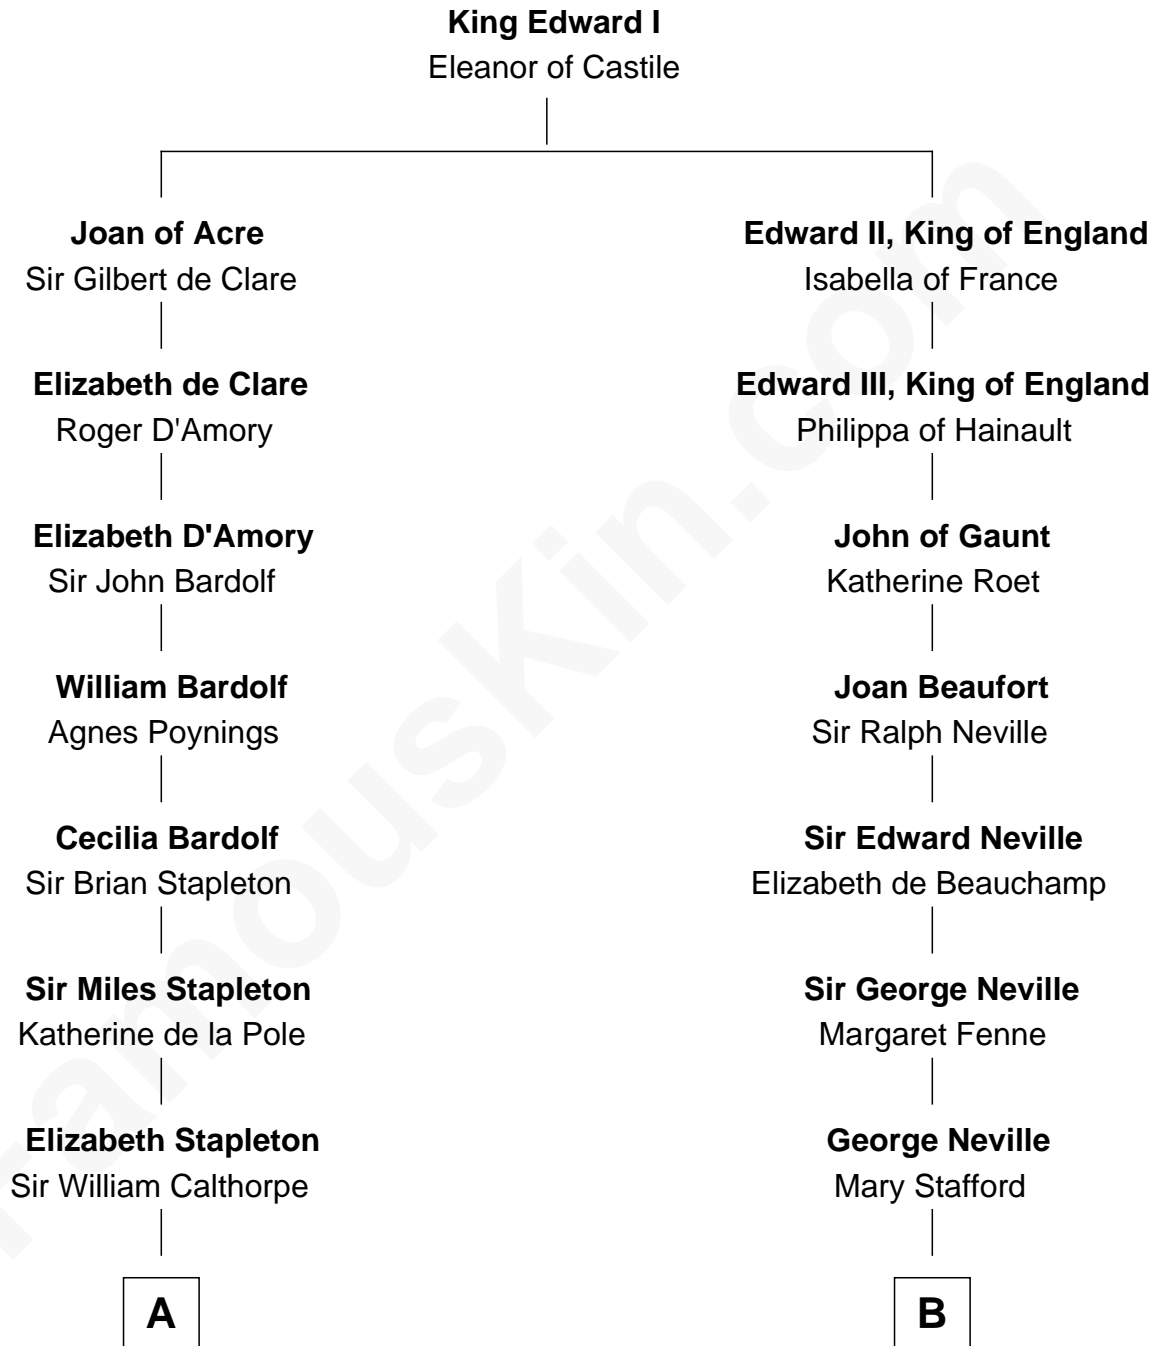 King Edward I
Eleanor of Castile
Joan of Acre
Sir Gilbert de Clare
Edward II, King of England
Isabella of France
Elizabeth de Clare
Roger D'Amory
Edward III, King of England
Philippa of Hainault
Elizabeth D'Amory
Sir John Bardolf
John of Gaunt
Katherine Roet
William Bardolf
Agnes Poynings
Joan Beaufort
Sir Ralph Neville
Cecilia Bardolf
Sir Brian Stapleton
Sir Edward Neville
Elizabeth de Beauchamp
Sir Miles Stapleton
Katherine de la Pole
Sir George Neville
Margaret Fenne
Elizabeth Stapleton
Sir William Calthorpe
George Neville
Mary Stafford
A
B
FamousKin.com